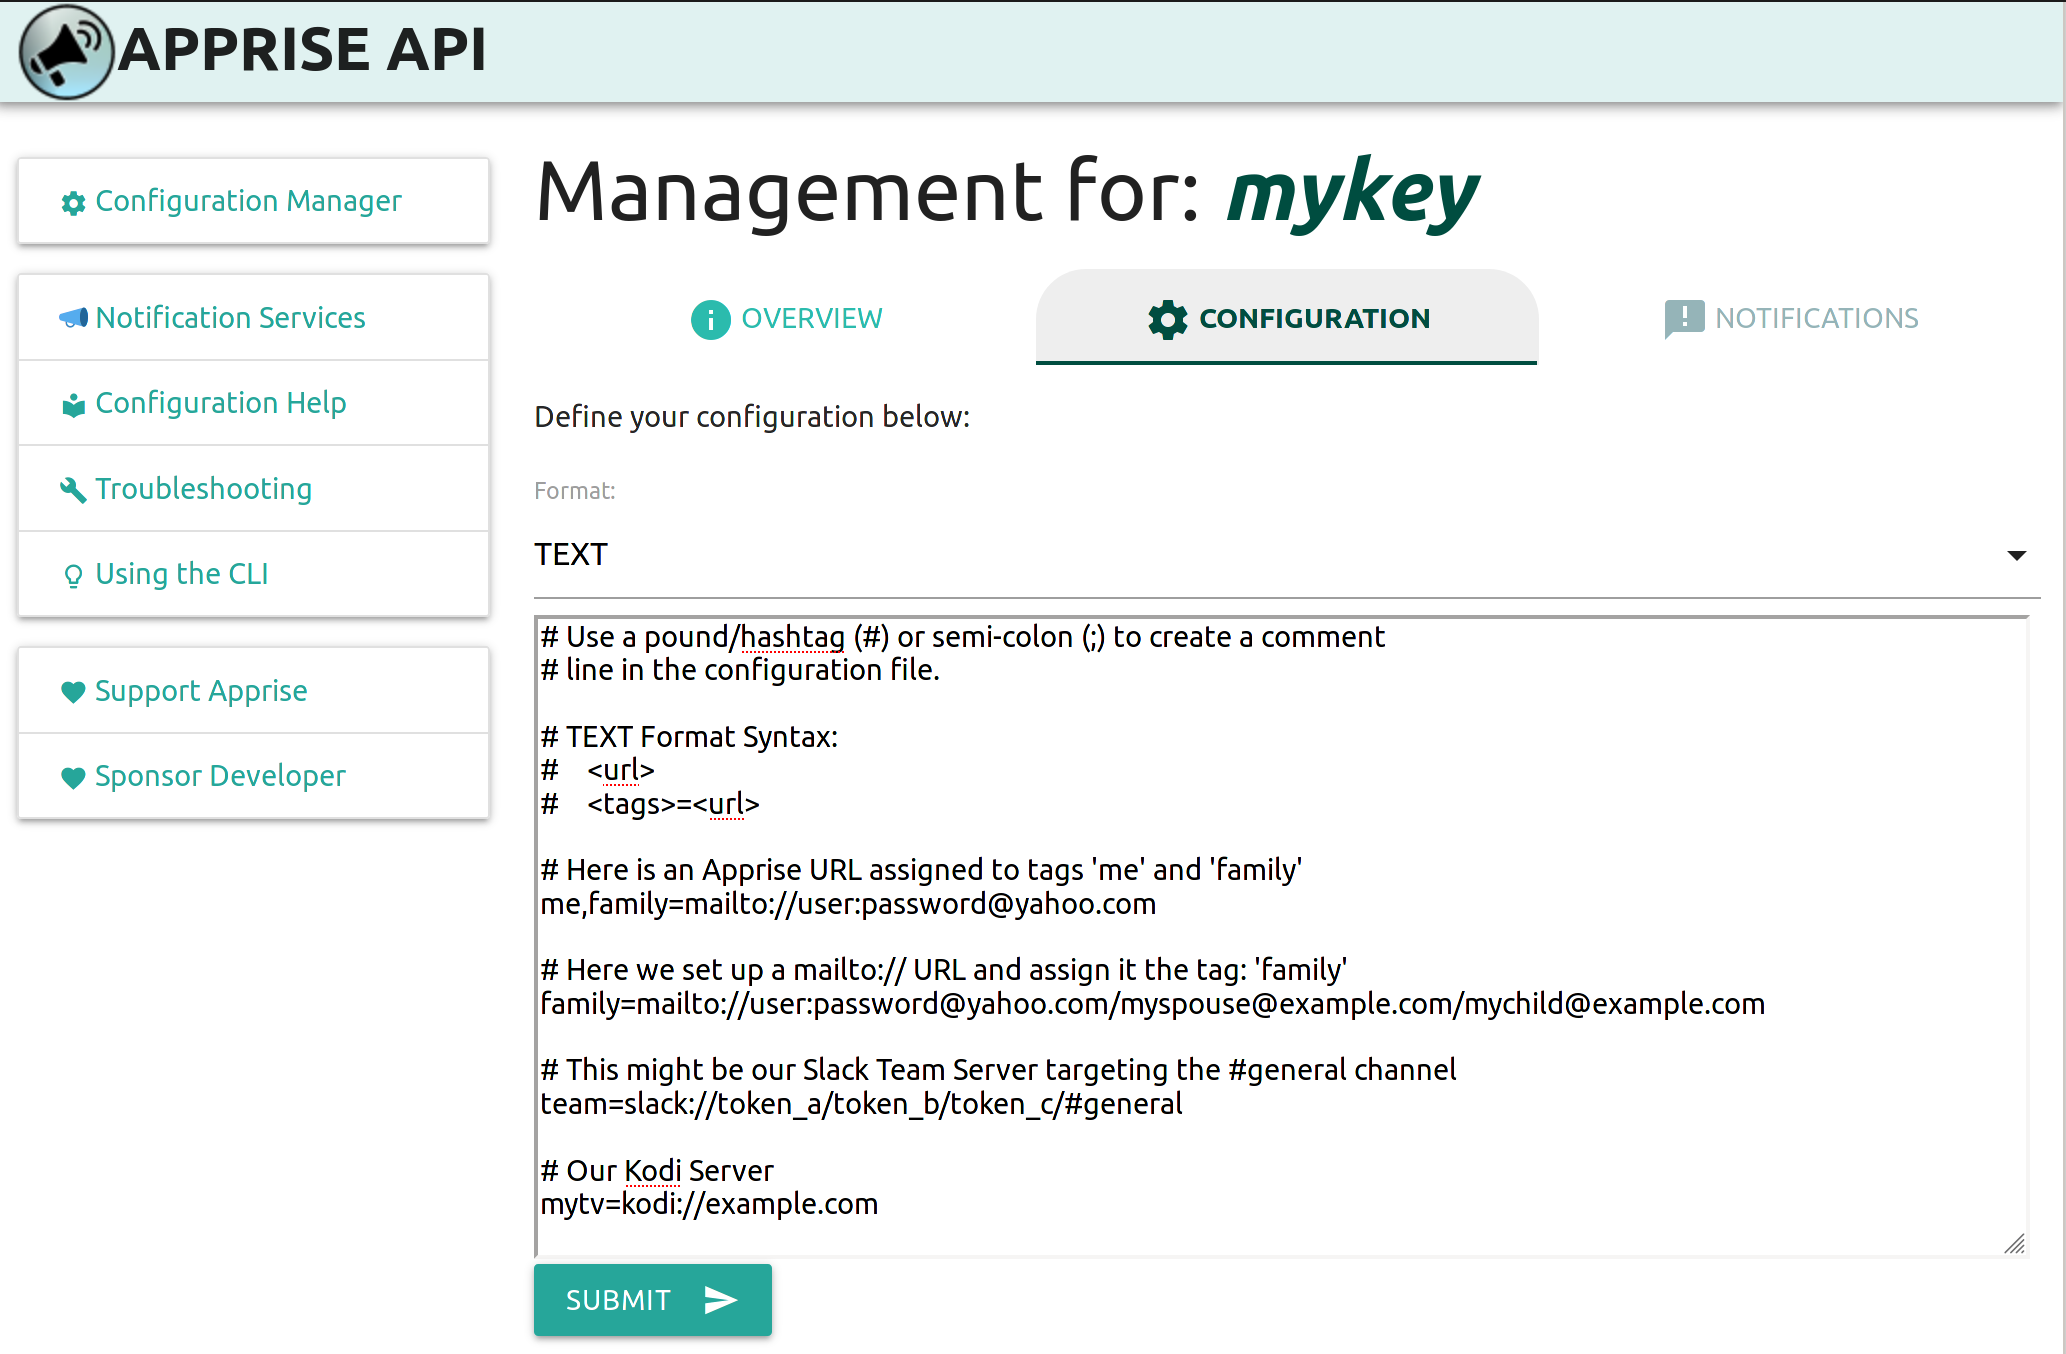 APPRISE API
Configuration Manager
Notification Services
Configuration Help
Troubleshooting
Using the CLI
Support Apprise
Sponsor Developer
Management for: mykey
OVERVIEW
CONFIGURATION
NOTIFICATIONS
Define your configuration below:
Format:
TEXT
# Use a pound/hashtag (#) or semi-colon (;) to create a comment
# line in the configuration file.
# TEXT Format Syntax:
#    <url>
#    <tags>=<url>
# Here is an Apprise URL assigned to tags 'me' and 'family'
me,family=mailto://user:password@yahoo.com
# Here we set up a mailto:// URL and assign it the tag: 'family'
family=mailto://user:password@yahoo.com/myspouse@example.com/mychild@example.com
# This might be our Slack Team Server targeting the #general channel
team=slack://token_a/token_b/token_c/#general
# Our Kodi Server
mytv=kodi://example.com
SUBMIT